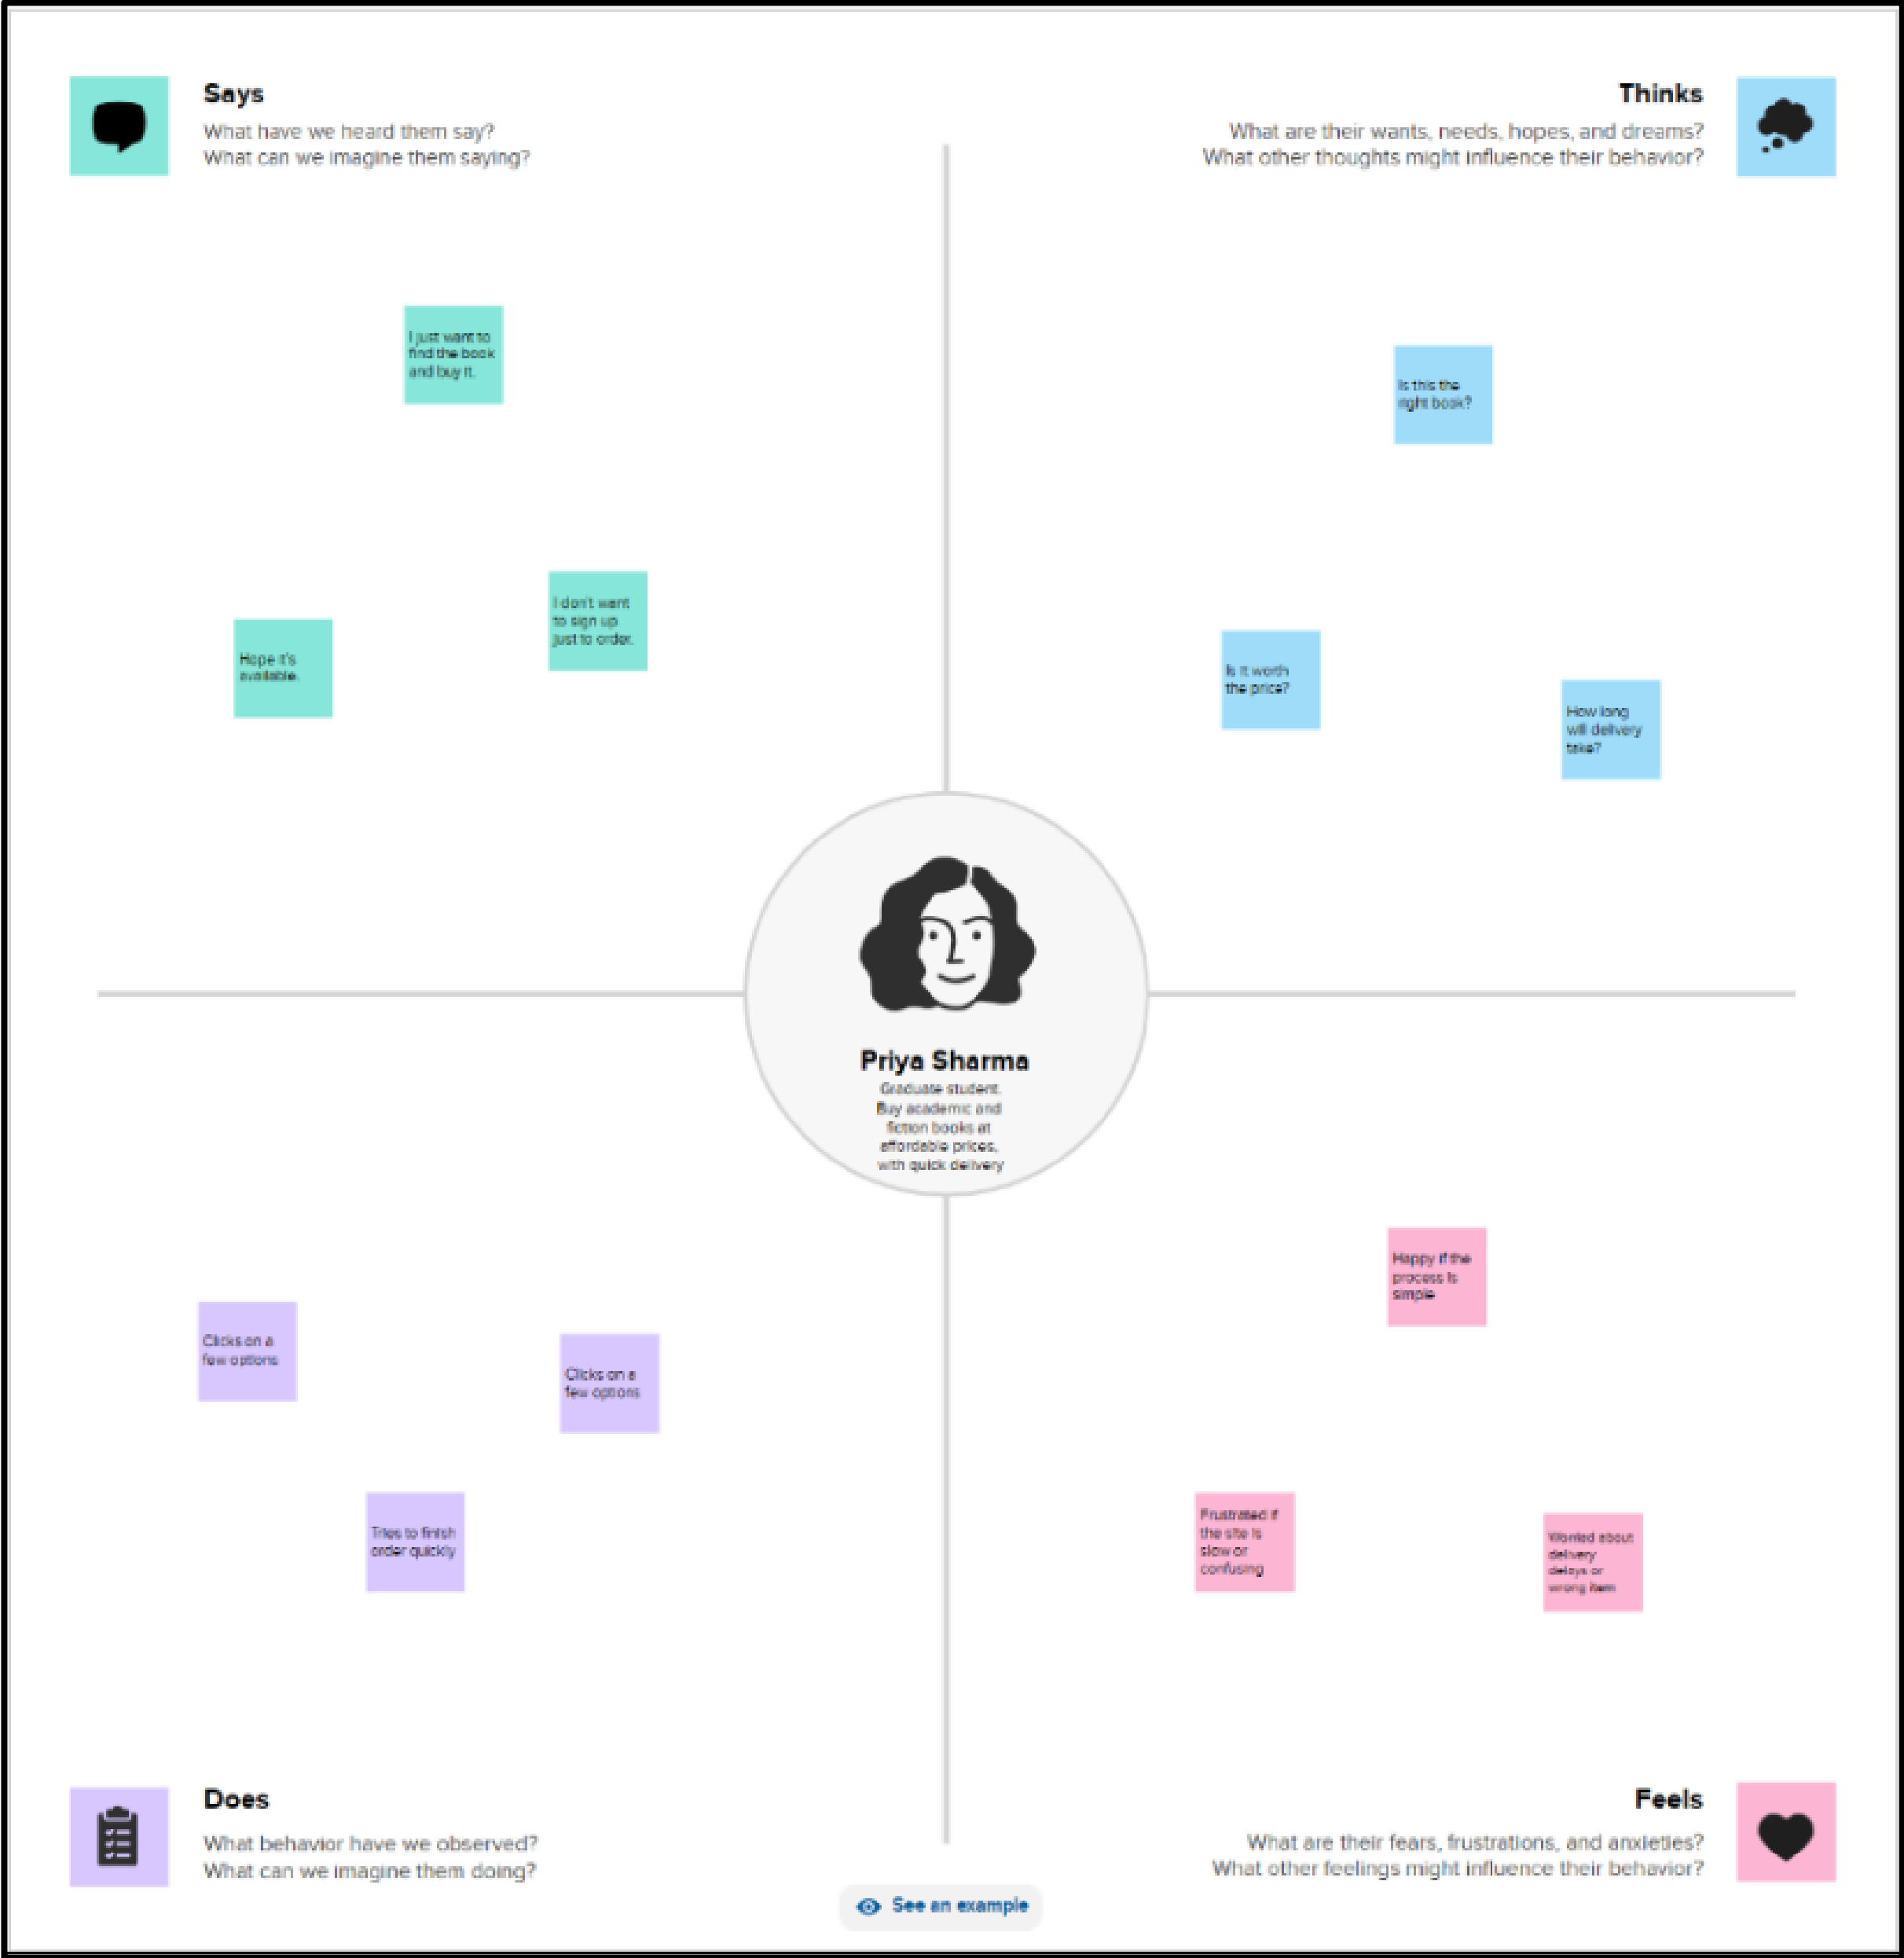 Says
What have we heard them say?
What can we imagine them saying?
Thinks
What are their wants, needs, hopes, and dreams?
What other thoughts might influence their behavior?
I just want to
find the book
and buy it.
Hope it's
available.
I don't want
to sign up
just to order.
Is this the
right book?
Is it worth
the price?
How long
will delivery
take?
Priya Sharma
Graduate student.
Buy academic and
fiction books at
affordable prices,
with quick delivery
Clicks on a
few options
Clicks on a
few options
Tries to finish
order quickly
Happy if the
process is
simple
Frustrated if
the site is
slow or
confusing
Worried about
delivery
delays or
wrong item
Does
What behavior have we observed?
What can we imagine them doing?
Feels
What are their fears, frustrations, and anxieties?
What other feelings might influence their behavior?
See an example